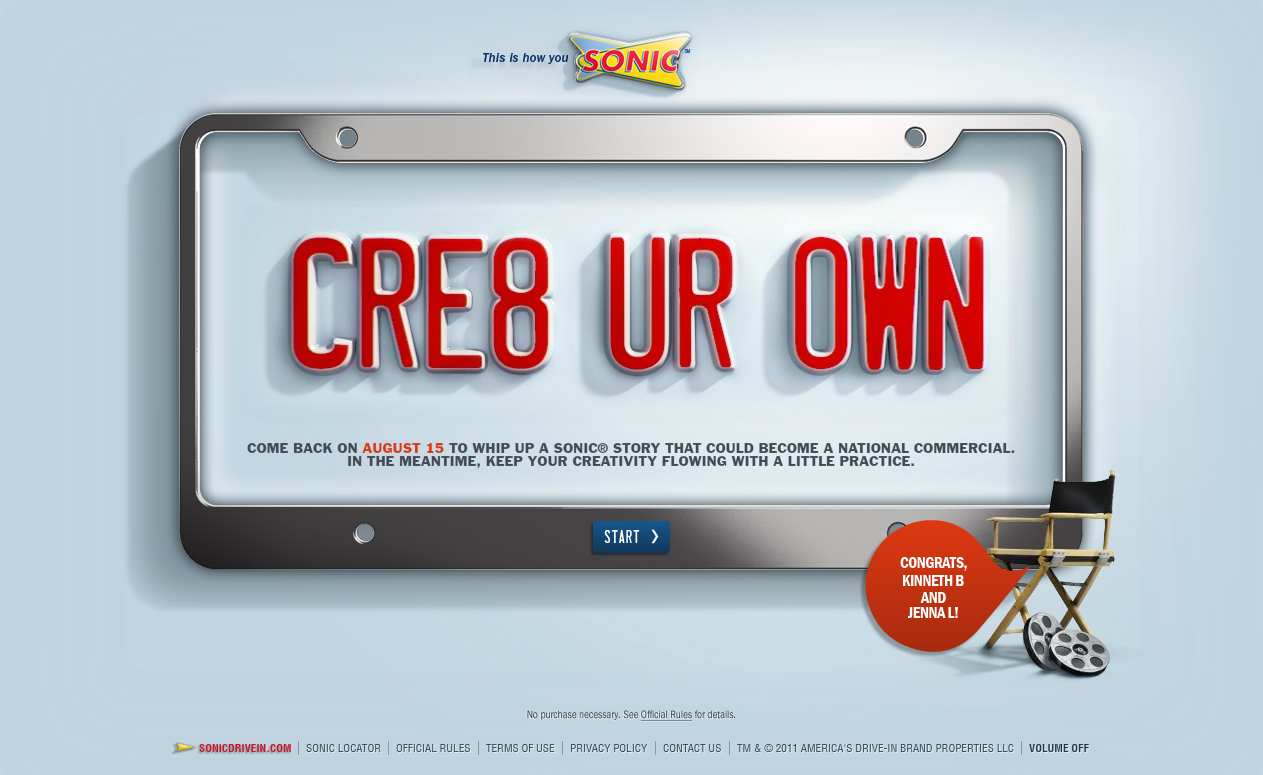 This is how you SONIC℠
CRE8 UR OWN
COME BACK ON AUGUST 15 TO WHIP UP A SONIC® STORY THAT COULD BECOME A NATIONAL COMMERCIAL.
IN THE MEANTIME, KEEP YOUR CREATIVITY FLOWING WITH A LITTLE PRACTICE.
START >
CONGRATS,
KINNETH B
AND
JENNA L!
No purchase necessary. See Official Rules for details.
SONICDRIVEIN.COM | SONIC LOCATOR | OFFICIAL RULES | TERMS OF USE | PRIVACY POLICY | CONTACT US | TM & © 2011 AMERICA'S DRIVE-IN BRAND PROPERTIES LLC | VOLUME OFF